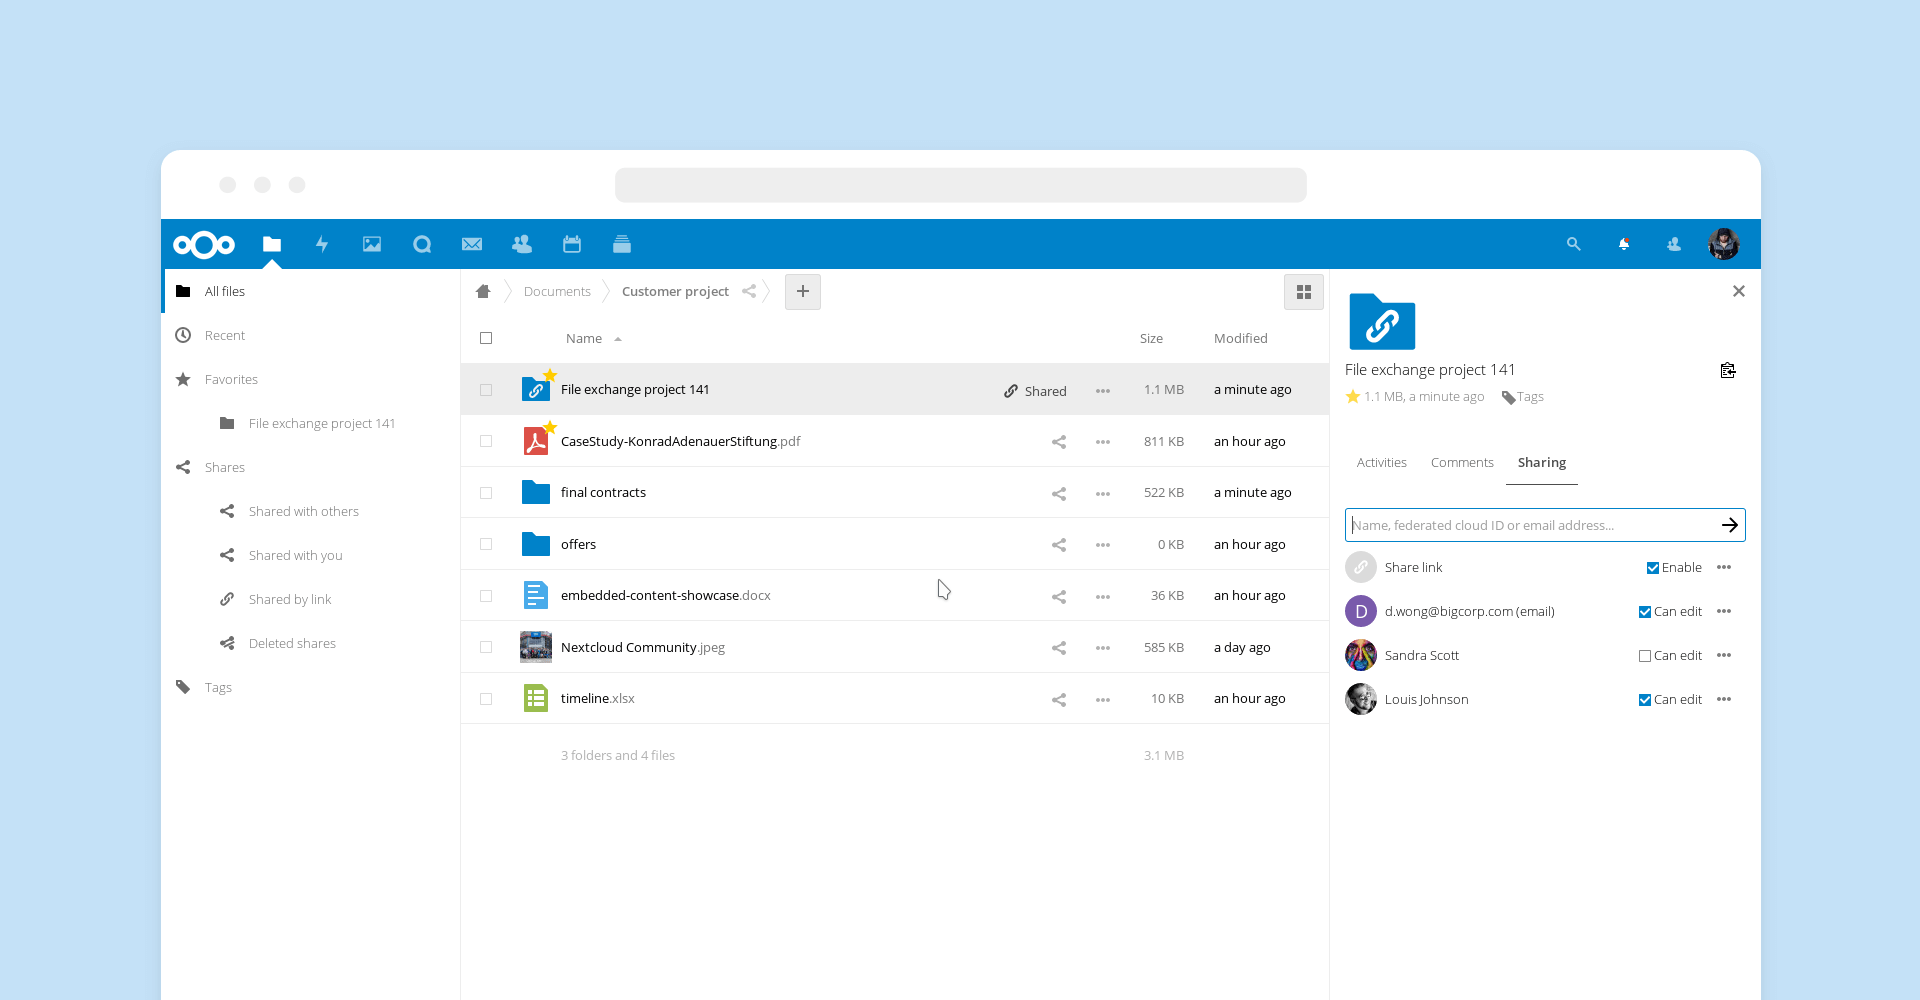 All files
Recent
Favorites
File exchange project 141
Shares
Shared with others
Shared with you
Shared by link
Deleted shares
Tags
Documents
Customer project
Name
Size
Modified
File exchange project 141
Shared
1.1 MB
a minute ago
CaseStudy-KonradAdenauerStiftung.pdf
811 KB
an hour ago
final contracts
522 KB
a minute ago
offers
0 KB
an hour ago
embedded-content-showcase.docx
36 KB
an hour ago
Nextcloud Community.jpeg
585 KB
a day ago
timeline.xlsx
10 KB
an hour ago
3 folders and 4 files
3.1 MB
File exchange project 141
1.1 MB, a minute ago
Tags
Activities
Comments
Sharing
Name, federated cloud ID or email address...
Share link
Enable
D
d.wong@bigcorp.com (email)
Can edit
Sandra Scott
Can edit
Louis Johnson
Can edit